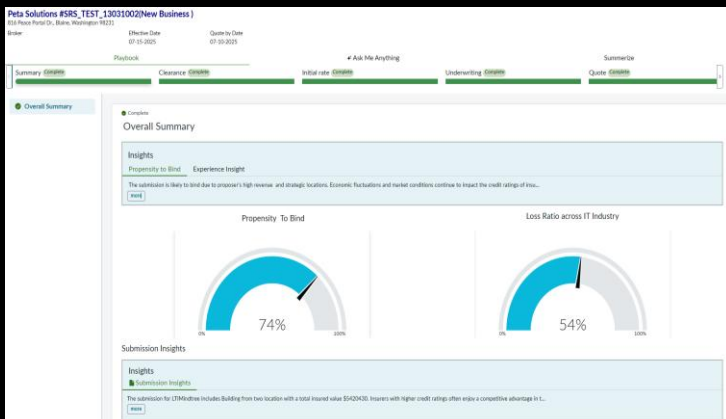 Peta Solutions #SRS_TEST_13031002(New Business )
816 Peace Portal Dr., Blaine, Washington 98231
Broker
Effective Date
07-15-2025
Quote by Date
07-10-2025
Playbook
Ask Me Anything
Summerize
Summary Complete
Clearance Complete
Initial rate Complete
Underwriting Complete
Quote Complete
Overall Summary
Complete
Overall Summary
Insights
Propensity to Bind
Experience Insight
The submission is likely to bind due to proposer's high revenue and strategic locations. Economic fluctuations and market conditions continue to impact the credit ratings of insu...
more
Propensity To Bind
Loss Ratio across IT Industry
74%
0%
100%
54%
0%
100%
Submission Insights
Insights
Submission Insights
The submission for LTIMindtree includes Building from two location with a total insured value $5420430. Insurers with higher credit ratings often enjoy a competitive advantage in t...
more